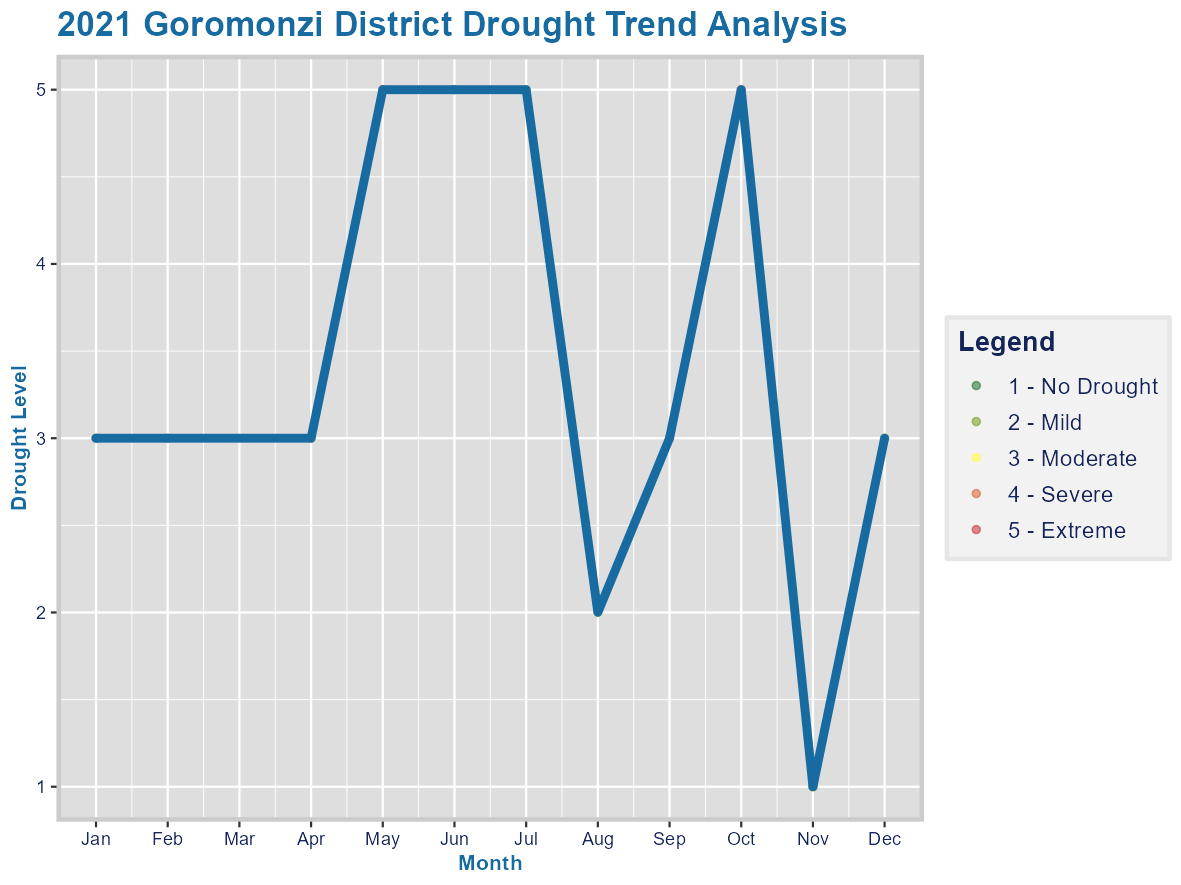 2021 Goromonzi District Drought Trend Analysis
Drought Level
5
4
3
2
1
Jan Feb Mar Apr May Jun Jul Aug Sep Oct Nov Dec
Month
Legend
1 - No Drought
2 - Mild
3 - Moderate
4 - Severe
5 - Extreme